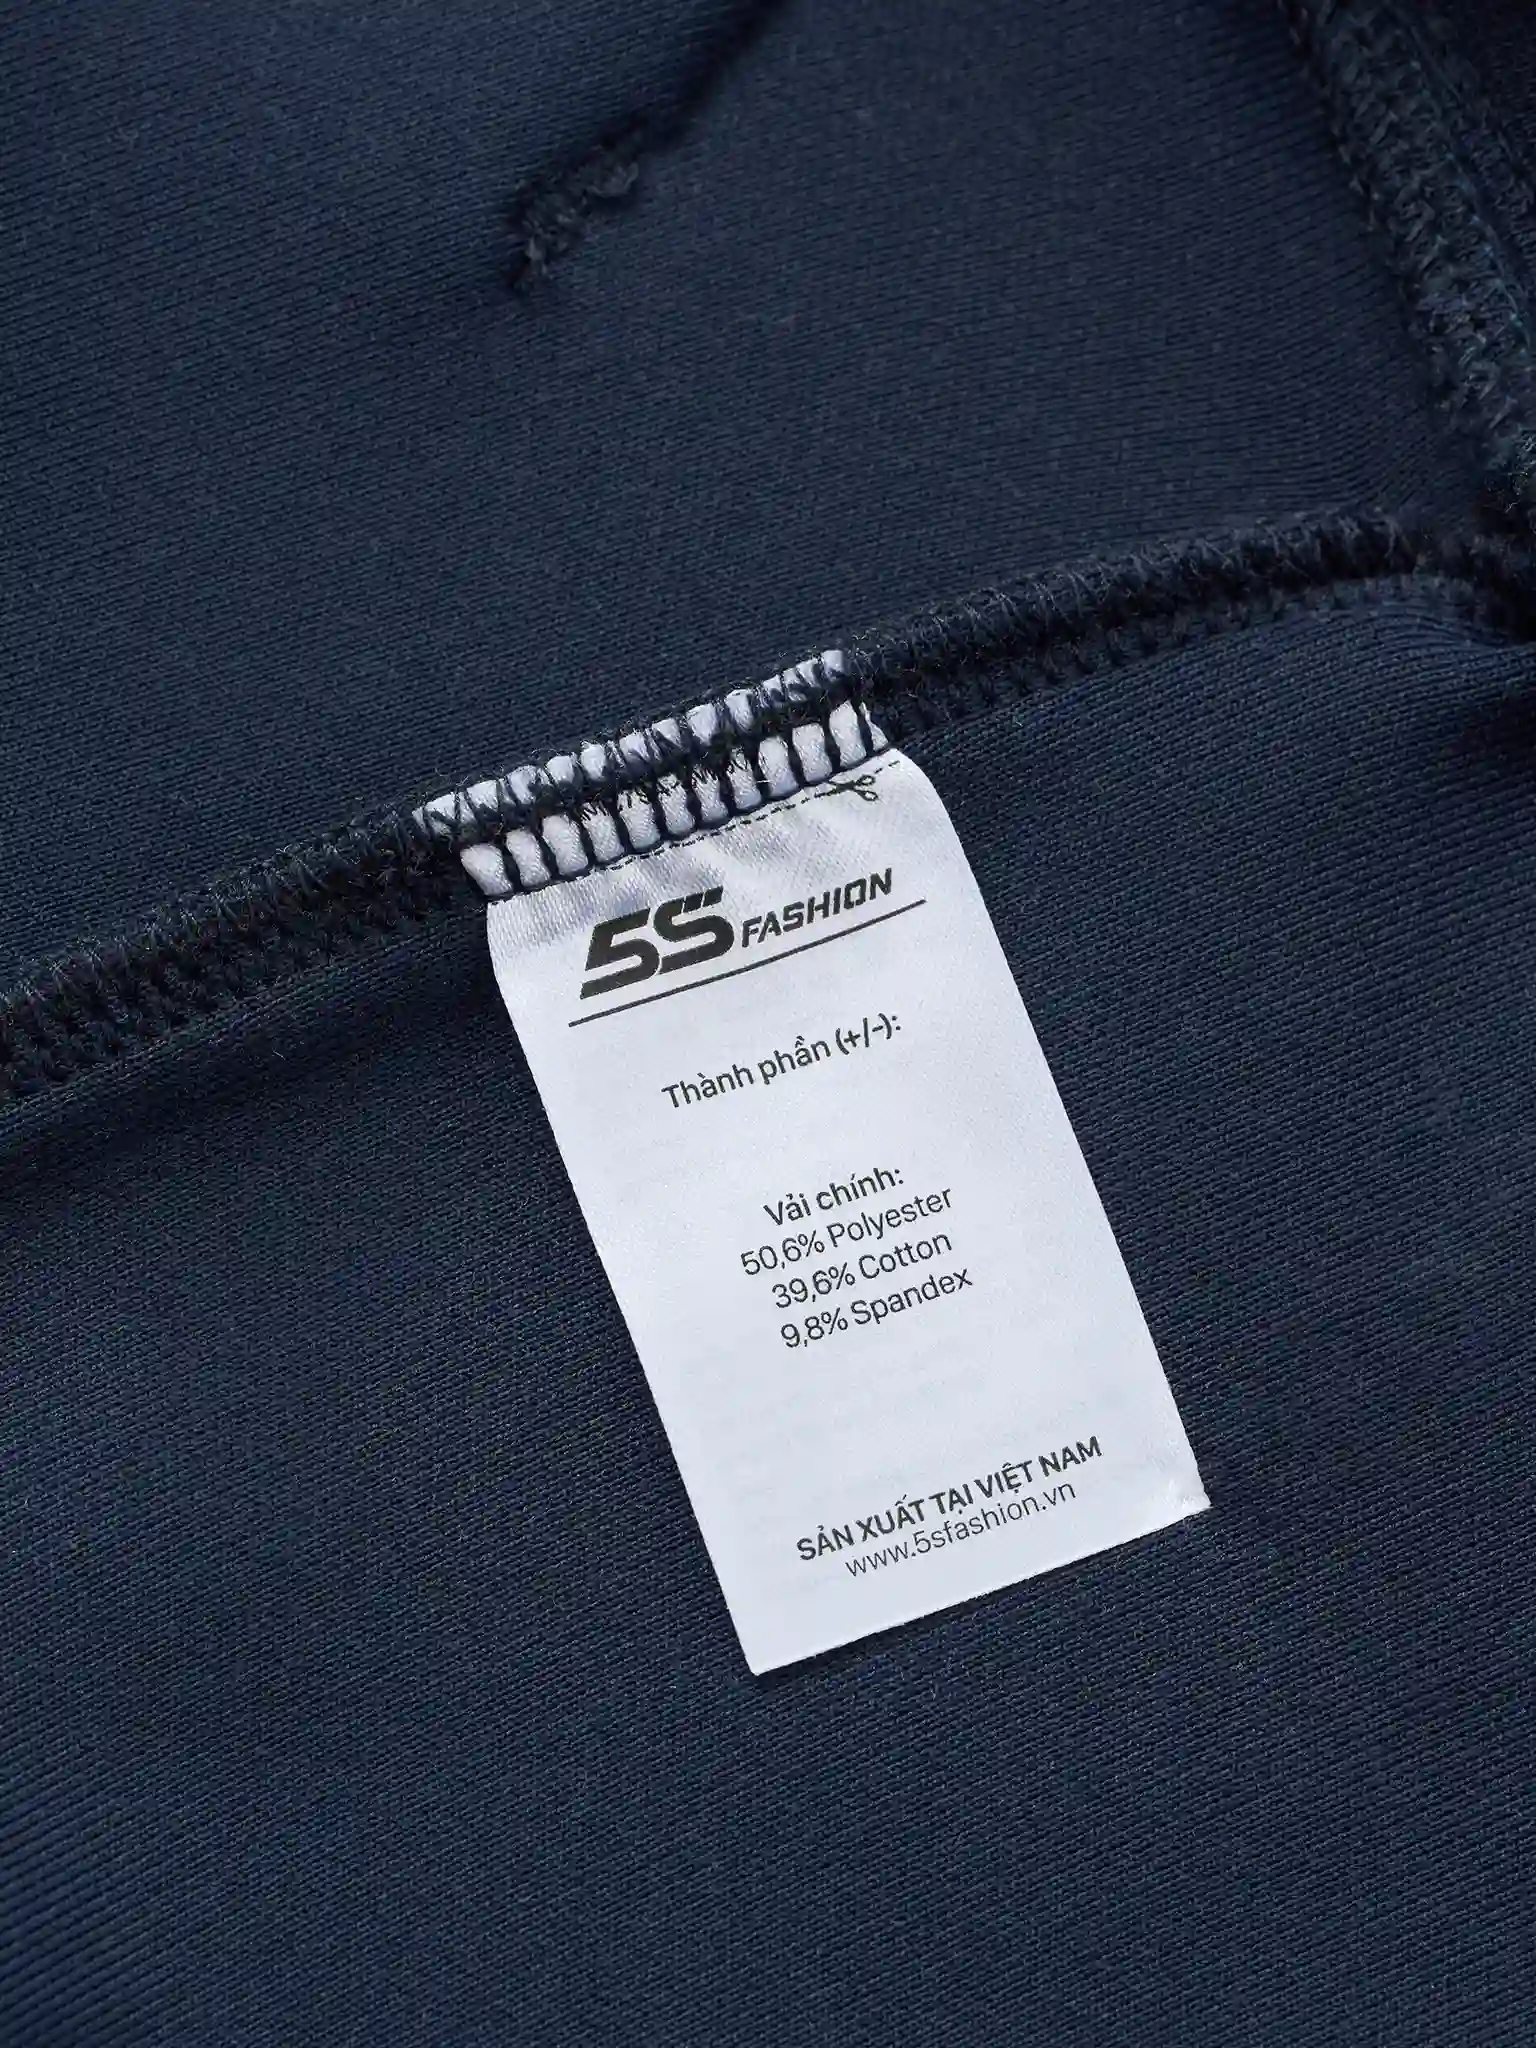 5S FASHION
Thành phần (+/-):
Vải chính:
50,6% Polyester
39,6% Cotton
9,8% Spandex
SẢN XUẤT TẠI VIỆT NAM
www.5sfashion.vn